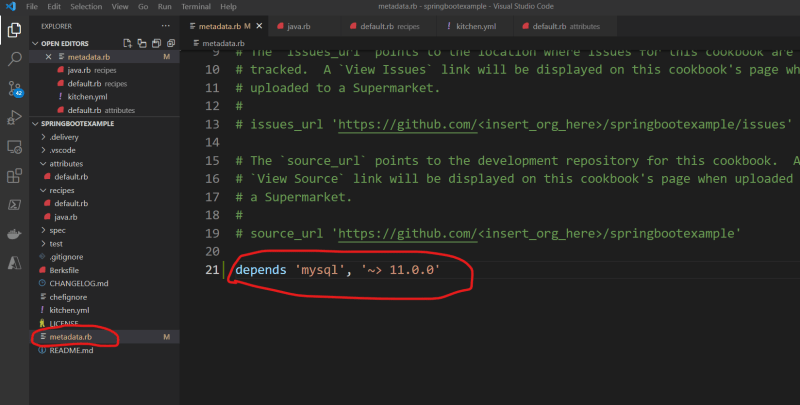 File Edit Selection View Go Run Terminal Help
metadata.rb - springbootexample - Visual Studio Code
EXPLORER
OPEN EDITORS
metadata.rb M
java.rb recipes
default.rb recipes
kitchen.yml
default.rb attributes
SPRINGBOOTEXAMPLE
.delivery
.vscode
attributes
default.rb
recipes
default.rb
java.rb
spec
test
.gitignore
Berksfile
CHANGELOG.md
chefignore
kitchen.yml
LICENSE
metadata.rb M
README.md
42
metadata.rb M java.rb default.rb recipes kitchen.yml default.rb attributes
metadata.rb
9 # The `issues_url` points to the location where issues for this cookbook are
10 # tracked. A `View Issues` link will be displayed on this cookbook's page wh
11 # uploaded to a Supermarket.
12 #
13 # issues_url 'https://github.com/<insert_org_here>/springbootexample/issues'
14
15 # The `source_url` points to the development repository for this cookbook. A
16 # `View Source` link will be displayed on this cookbook's page when uploaded
17 # a Supermarket.
18 #
19 # source_url 'https://github.com/<insert_org_here>/springbootexample'
20
21 depends 'mysql', '~> 11.0.0'